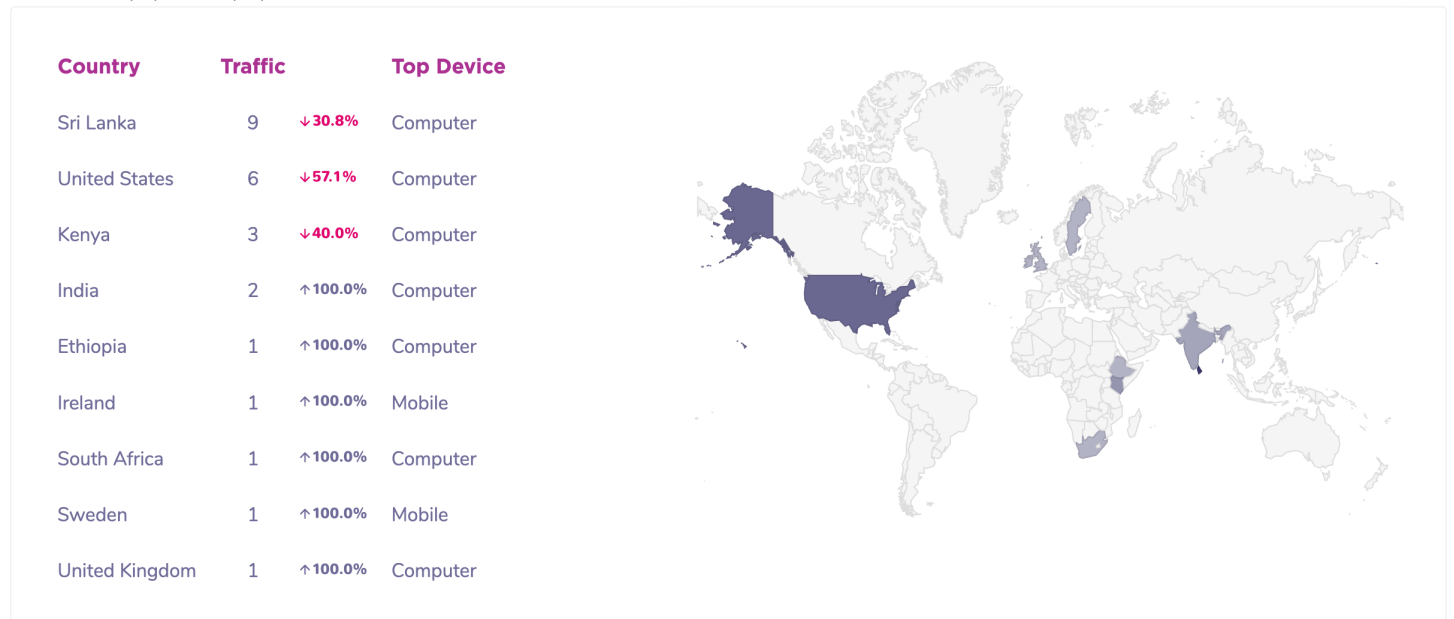 Country Traffic Top Device
Sri Lanka 9 ↓30.8% Computer
United States 6 ↓57.1% Computer
Kenya 3 ↓40.0% Computer
India 2 ↑100.0% Computer
Ethiopia 1 ↑100.0% Computer
Ireland 1 ↑100.0% Mobile
South Africa 1 ↑100.0% Computer
Sweden 1 ↑100.0% Mobile
United Kingdom 1 ↑100.0% Computer